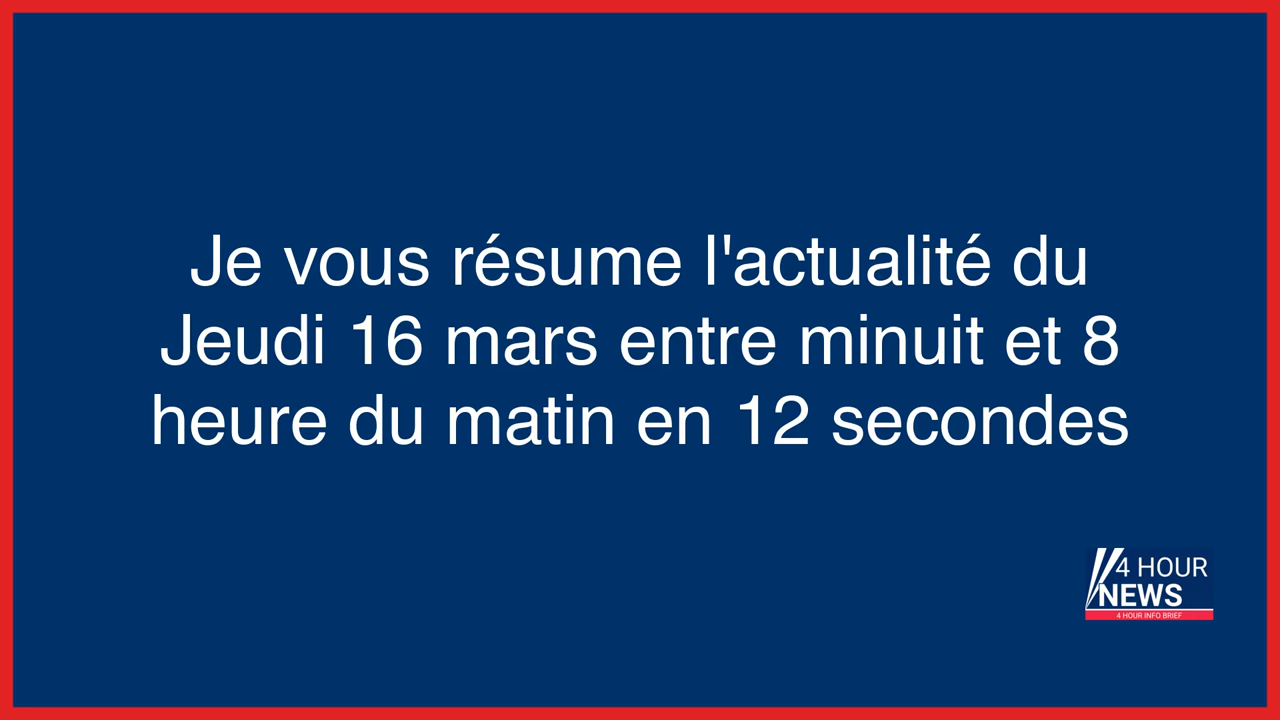 Je vous résume l'actualité du
Jeudi 16 mars entre minuit et 8
heure du matin en 12 secondes
4 HOUR
NEWS
4 HOUR INFO BRIEF